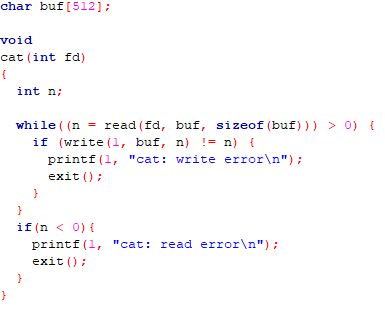 char buf[512];

void
cat(int fd)
{
  int n;

  while((n = read(fd, buf, sizeof(buf))) > 0) {
    if (write(1, buf, n) != n) {
      printf(1, "cat: write error\n");
      exit();
    }
  }
  if(n < 0){
    printf(1, "cat: read error\n");
    exit();
  }
}